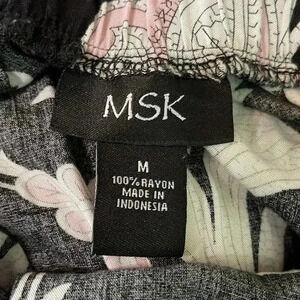 MSK
M
100% RAYON
MADE IN
INDONESIA